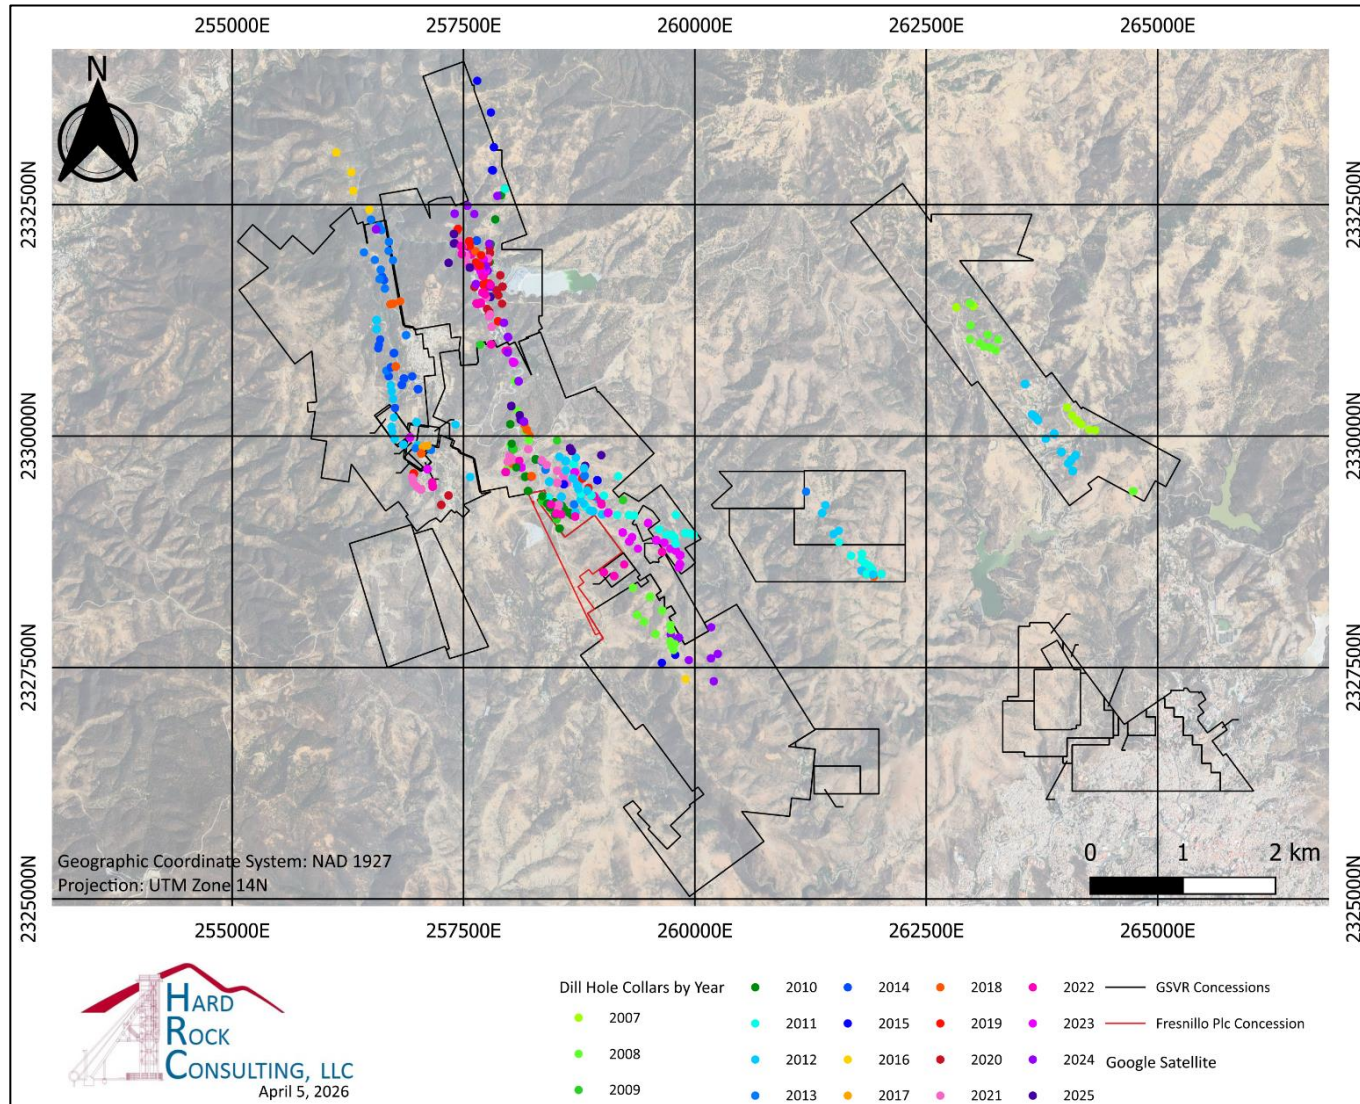 255000E 257500E 260000E 262500E 265000E
N
2332500N 2332500N
2330000N 2330000N
2327500N 2327500N
2325000N 2325000N
Geographic Coordinate System: NAD 1927
Projection: UTM Zone 14N
0 1 2 km
255000E 257500E 260000E 262500E 265000E
HARD
ROCK
CONSULTING, LLC
April 5, 2026
Dill Hole Collars by Year
2007
2008
2009
2010
2011
2012
2013
2014
2015
2016
2017
2018
2019
2020
2021
2022
2023
2024
2025
GSVR Concessions
Fresnillo Plc Concession
Google Satellite